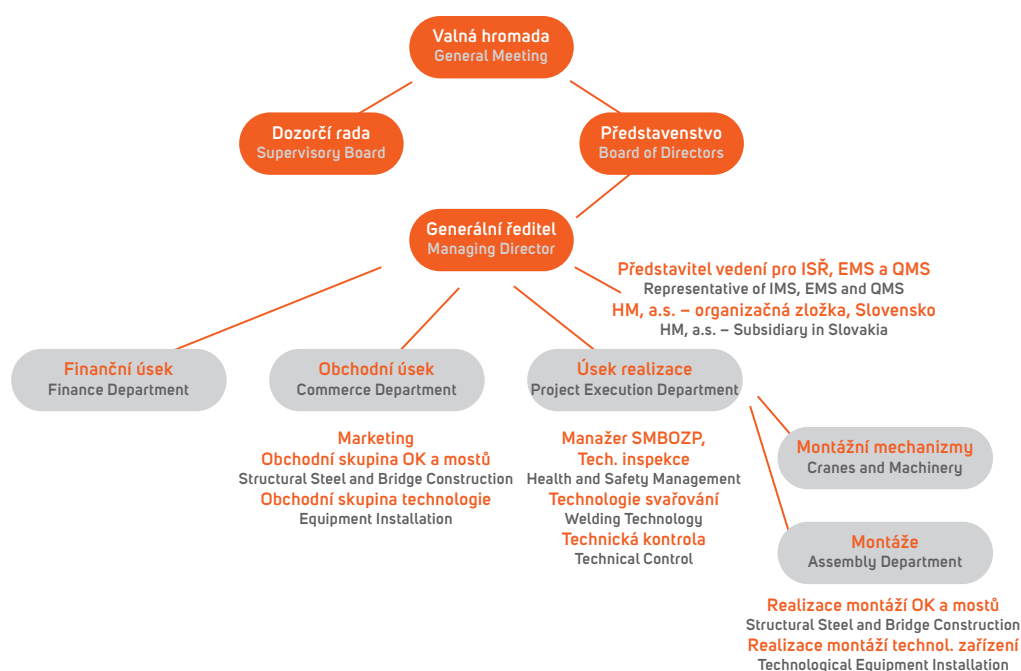 Valná hromada
General Meeting
Dozorčí rada
Supervisory Board
Představenstvo
Board of Directors
Generální ředitel
Managing Director
Představitel vedení pro ISŘ, EMS a QMS
Representative of IMS, EMS and QMS
HM, a.s. – organizačná zložka, Slovensko
HM, a.s. – Subsidiary in Slovakia
Finanční úsek
Finance Department
Obchodní úsek
Commerce Department
Úsek realizace
Project Execution Department
Marketing
Obchodní skupina OK a mostů
Structural Steel and Bridge Construction
Obchodní skupina technologie
Equipment Installation
Manažer SMBOZP,
Tech. inspekce
Health and Safety Management
Technologie svařování
Welding Technology
Technická kontrola
Technical Control
Montážní mechanizmy
Cranes and Machinery
Montáže
Assembly Department
Realizace montáží OK a mostů
Structural Steel and Bridge Construction
Realizace montáží technol. zařízení
Technological Equipment Installation